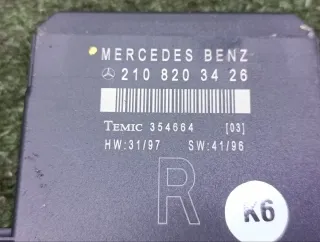 MERCEDES BENZ
210 820 34 26
TEMIC 354664 [03]
HW:31/97 SW:41/96
R
K6